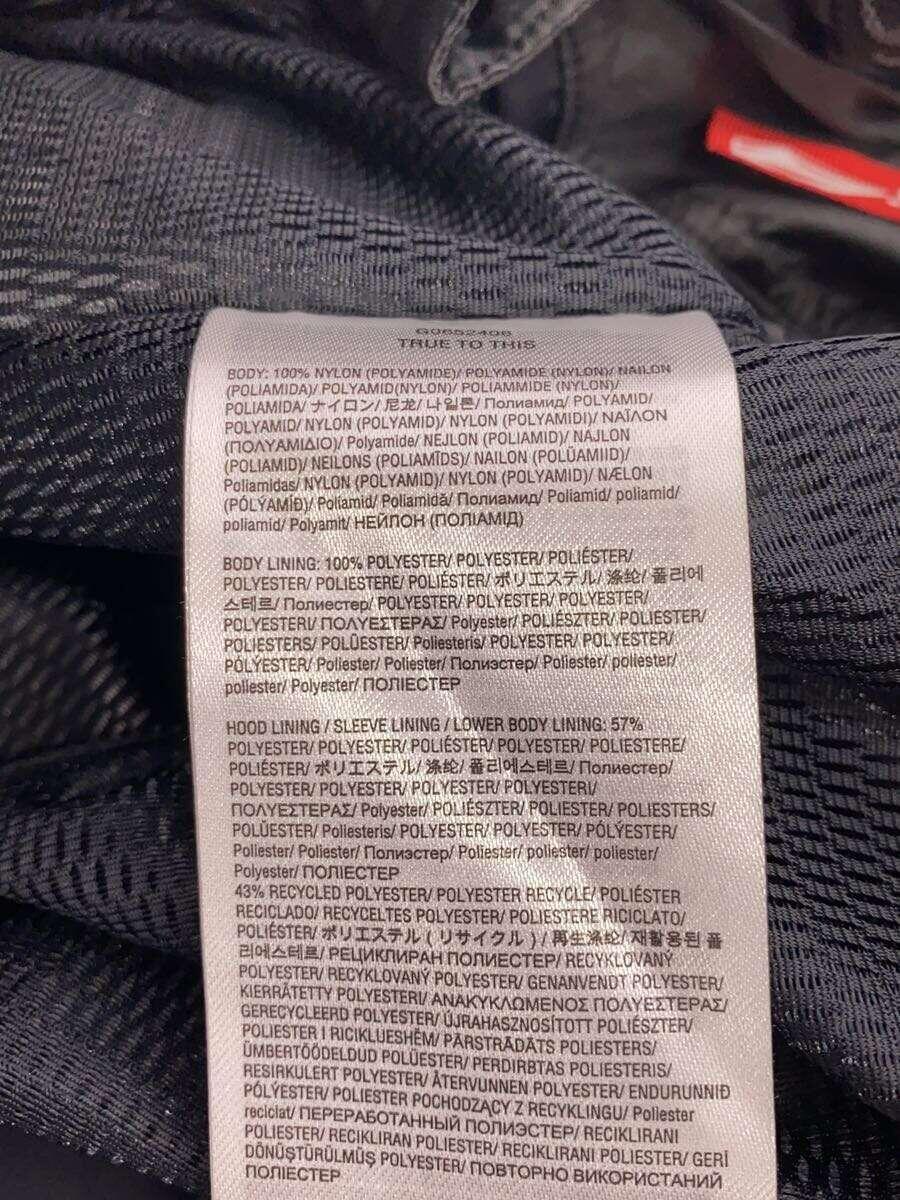 G0652408
TRUE TO THIS
BODY: 100% NYLON (POLYAMIDE)/ POLYAMIDE (NYLON)/ NAILON
(POLIAMIDA)/ POLYAMID(NYLON)/ POLIAMMIDE (NYLON)/
POLIAMIDA/ ナイロン/ 尼龙/ 나일론/ Полиамид/ POLYAMID/
POLYAMID/ NYLON (POLYAMID)/ NYLON (POLYAMIDI)/ ΝΑΪΛΟΝ
(ΠΟΛΥΑΜΙΔΙΟ)/ Polyamide/ NEJLON (POLIAMID)/ NAJLON
(POLIAMID)/ NEILONS (POLIAMĪDS)/ NAILON (POLÜAMIID)/
Poliamidas/ NYLON (POLYAMID)/ NYLON (POLYAMID)/ NÆLON
(PÓLÝAMÍÐ)/ Poliamid/ Poliamidă/ Полиамид/ Poliamid/ poliamid/
poliamid/ Polyamit/ НЕЙЛОН (ПОЛІАМІД)
BODY LINING: 100% POLYESTER/ POLYESTER/ POLIÉSTER/
POLYESTER/ POLIESTERE/ POLIÉSTER/ ポリエステル/ 涤纶/ 폴리에
스테르/ Полиестер/ POLYESTER/ POLYESTER/ POLYESTER/
POLYESTERI/ ΠΟΛΥΕΣΤΕΡΑΣ/ Polyester/ POLIÉSZTER/ POLIESTER/
POLIESTERS/ POLÜESTER/ Poliesteris/ POLYESTER/ POLYESTER/
PÓLÝESTER/ Poliester/ Poliester/ Полиэстер/ Poliester/ poliester/
poliester/ Polyester/ ПОЛІЕСТЕР
HOOD LINING / SLEEVE LINING / LOWER BODY LINING: 57%
POLYESTER/ POLYESTER/ POLIÉSTER/ POLYESTER/ POLIESTERE/
POLIÉSTER/ ポリエステル/ 涤纶/ 폴리에스테르/ Полиестер/
POLYESTER/ POLYESTER/ POLYESTER/ POLYESTERI/
ΠΟΛΥΕΣΤΕΡΑΣ/ Polyester/ POLIÉSZTER/ POLIESTER/ POLIESTERS/
POLÜESTER/ Poliesteris/ POLYESTER/ POLYESTER/ PÓLÝESTER/
Poliester/ Poliester/ Полиэстер/ Poliester/ poliester/ poliester/
Polyester/ ПОЛІЕСТЕР
43% RECYCLED POLYESTER/ POLYESTER RECYCLE/ POLIÉSTER
RECICLADO/ RECYCELTES POLYESTER/ POLIESTERE RICICLATO/
POLIÉSTER/ ポリエステル ( リサイクル ) / 再生涤纶/ 재활용된 폴
리에스테르/ РЕЦИКЛИРАН ПОЛИЕСТЕР/ RECYKLOVANÝ
POLYESTER/ RECYKLOVANÝ POLYESTER/ GENANVENDT POLYESTER/
KIERRÄTETTY POLYESTERI/ ΑΝΑΚΥΚΛΩΜΕΝΟΣ ΠΟΛΥΕΣΤΕΡΑΣ/
GERECYCLEERD POLYESTER/ ÚJRAHASZNOSÍTOTT POLIÉSZTER/
POLIESTER I RICIKLUESHËM/ PĀRSTRĀDĀTS POLIESTERS/
ÜMBERTÖÖDELDUD POLÜESTER/ PERDIRBTAS POLIESTERIS/
RESIRKULERT POLYESTER/ ÅTERVUNNEN POLYESTER/ ENDURUNNIÐ
PÓLÝESTER/ POLIESTER POCHODZĄCY Z RECYKLINGU/ Poliester
reciclat/ ПЕРЕРАБОТАННЫЙ ПОЛИЭСТЕР/ RECIKLIRANI
POLIESTER/ RECIKLIRAN POLIESTER/ RECIKLIRANI POLIESTER/ GERİ
DÖNÜŞTÜRÜLMÜŞ POLYESTER/ ПОВТОРНО ВИКОРИСТАНИЙ
ПОЛІЕСТЕР